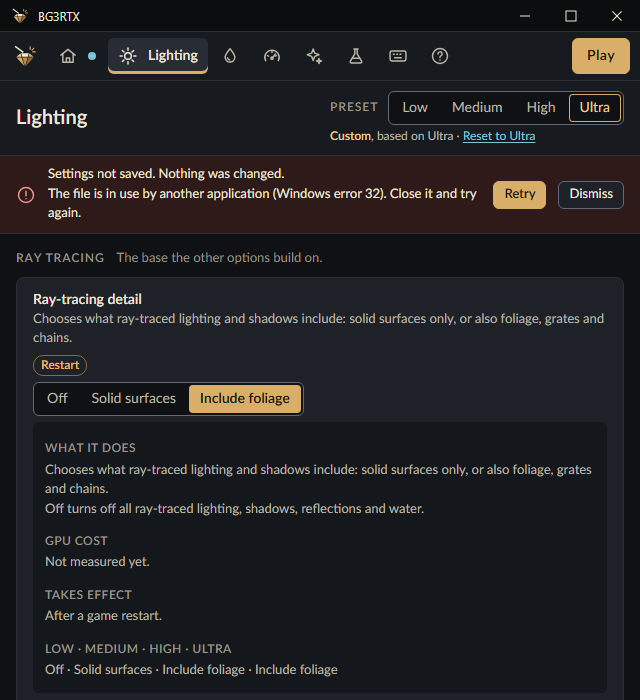 BG3RTX
Lighting
Play
Lighting
PRESET Low Medium High Ultra
Custom, based on Ultra · Reset to Ultra
Settings not saved. Nothing was changed.
The file is in use by another application (Windows error 32). Close it and try
again.
Retry Dismiss
RAY TRACING The base the other options build on.
Ray-tracing detail
Chooses what ray-traced lighting and shadows include: solid surfaces only, or also foliage, grates and
chains.
Restart
Off Solid surfaces Include foliage
WHAT IT DOES
Chooses what ray-traced lighting and shadows include: solid surfaces only, or also foliage, grates
and chains.
Off turns off all ray-traced lighting, shadows, reflections and water.
GPU COST
Not measured yet.
TAKES EFFECT
After a game restart.
LOW · MEDIUM · HIGH · ULTRA
Off · Solid surfaces · Include foliage · Include foliage